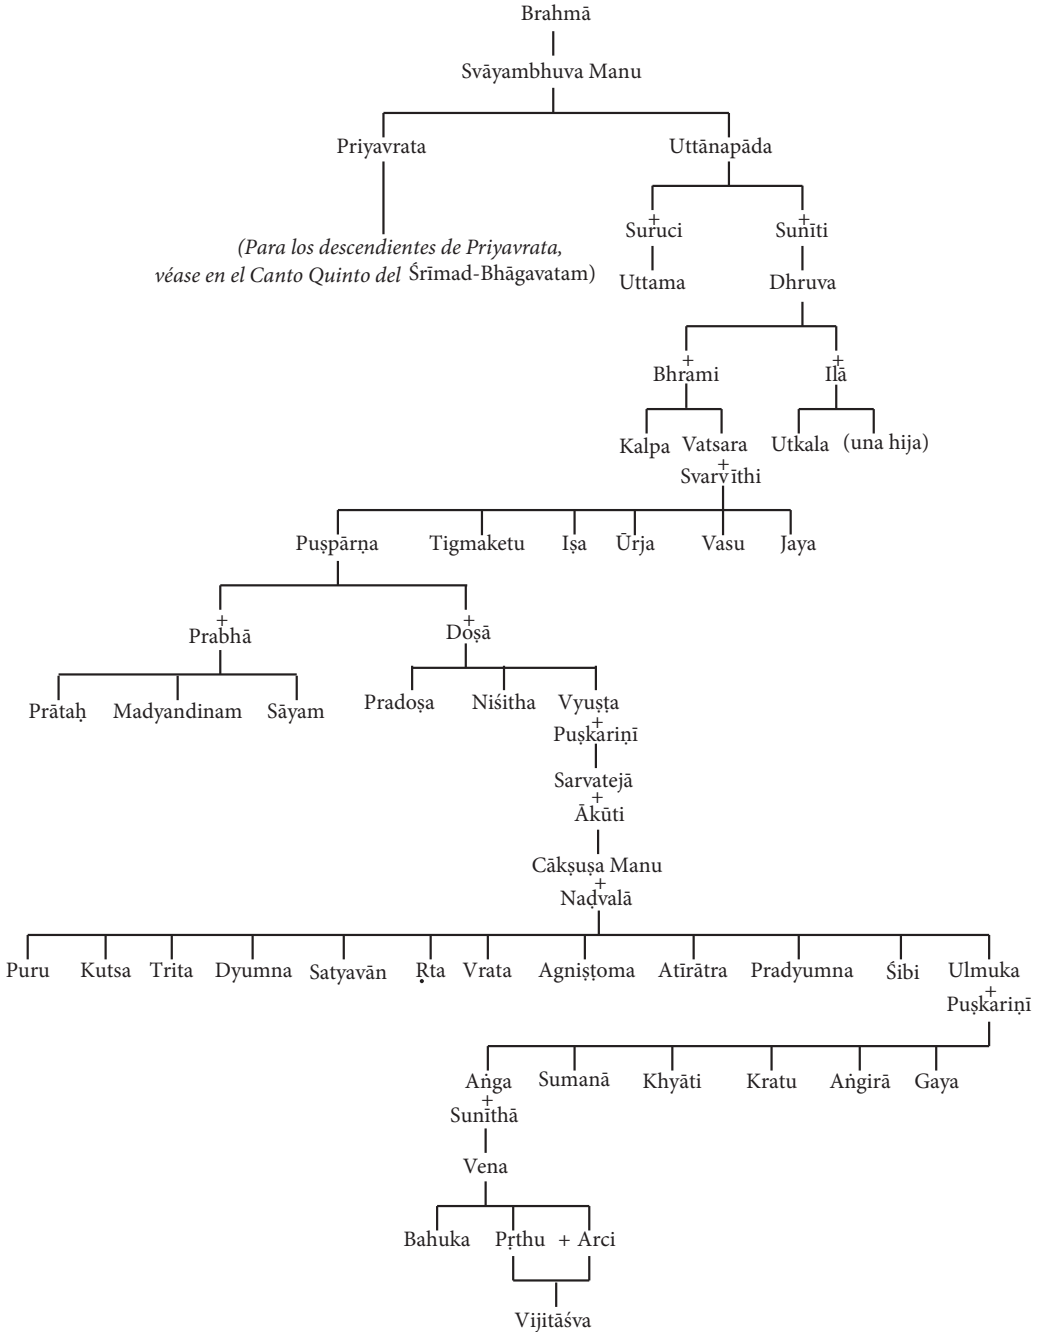 Brahmā
Svāyambhuva Manu
Priyavrata Uttānapāda
(Para los descendientes de Priyavrata,
véase en el Canto Quinto del Śrīmad-Bhāgavatam)
+ +
Suruci Sunīti
Uttama Dhruva
+ +
Bhrami Ilā
Kalpa Vatsara Utkala (una hija)
+
Svarvīthi
Puṣpārṇa Tigmaketu Iṣa Ūrja Vasu Jaya
+ +
Prabhā Doṣā
Prātaḥ Madyandinam Sāyam Pradoṣa Niśitha Vyuṣṭa
+
Puṣkariṇī
Sarvatejā
+
Ākūti
Cākṣuṣa Manu
+
Naḍvalā
Puru Kutsa Trita Dyumna Satyavān Ṛta Vrata Agniṣṭoma Atīrātra Pradyumna Śibi Ulmuka
+
Puṣkariṇī
Aṅga Sumanā Khyāti Kratu Aṅgirā Gaya
+
Sunīthā
Vena
Bahuka Pṛthu + Arci
Vijitāśva